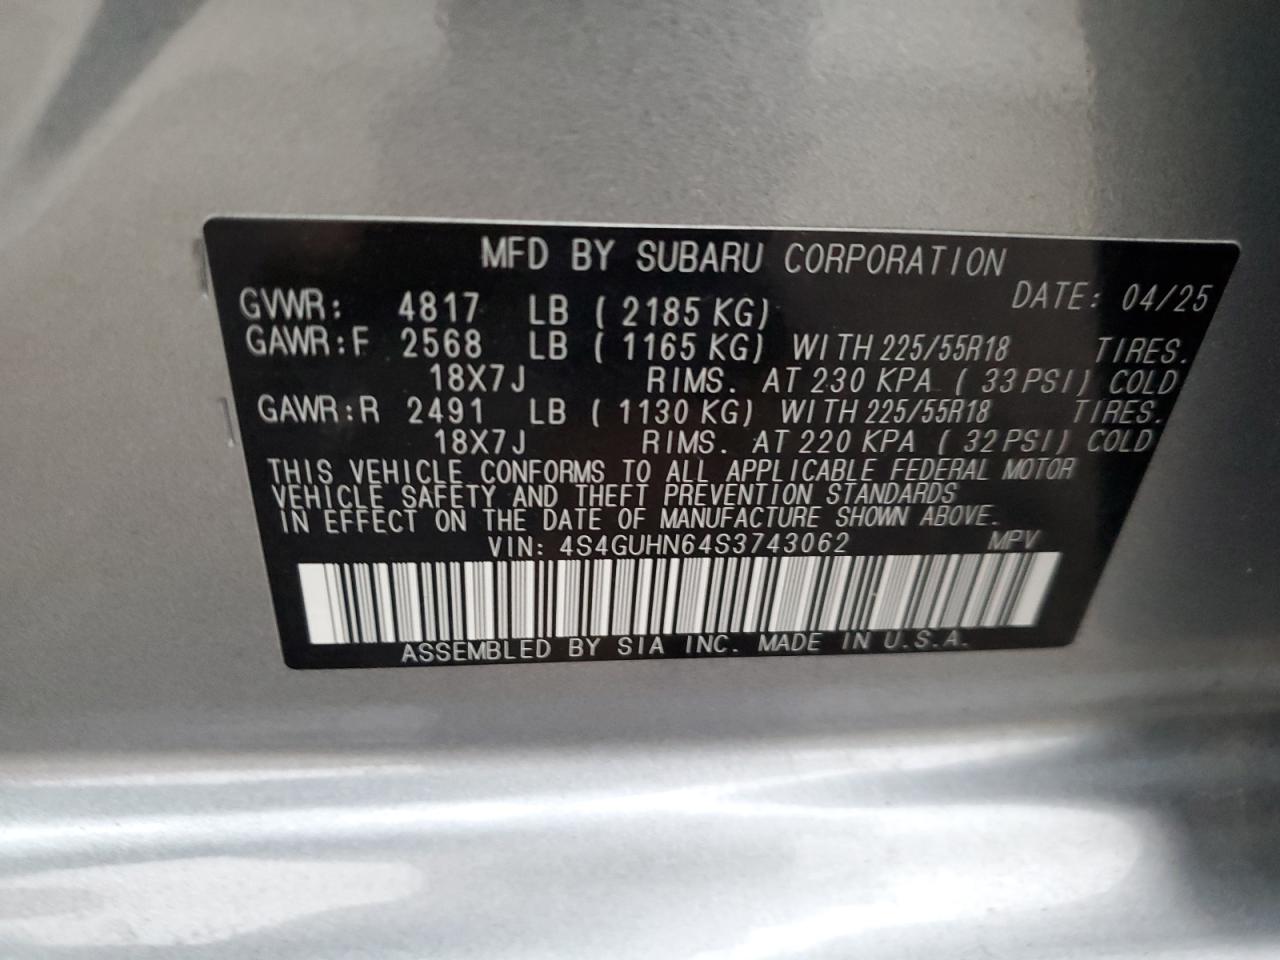 MFD BY SUBARU CORPORATION
DATE: 04/25
GVWR: 4817 LB ( 2185 KG)
GAWR:F 2568 LB ( 1165 KG) WITH 225/55R18 TIRES.
18X7J RIMS. AT 230 KPA ( 33 PSI) COLD
GAWR:R 2491 LB ( 1130 KG) WITH 225/55R18 TIRES.
18X7J RIMS. AT 220 KPA ( 32 PSI) COLD
THIS VEHICLE CONFORMS TO ALL APPLICABLE FEDERAL MOTOR
VEHICLE SAFETY AND THEFT PREVENTION STANDARDS
IN EFFECT ON THE DATE OF MANUFACTURE SHOWN ABOVE.
VIN: 4S4GUHN64S3743062 MPV
ASSEMBLED BY SIA INC. MADE IN U.S.A.